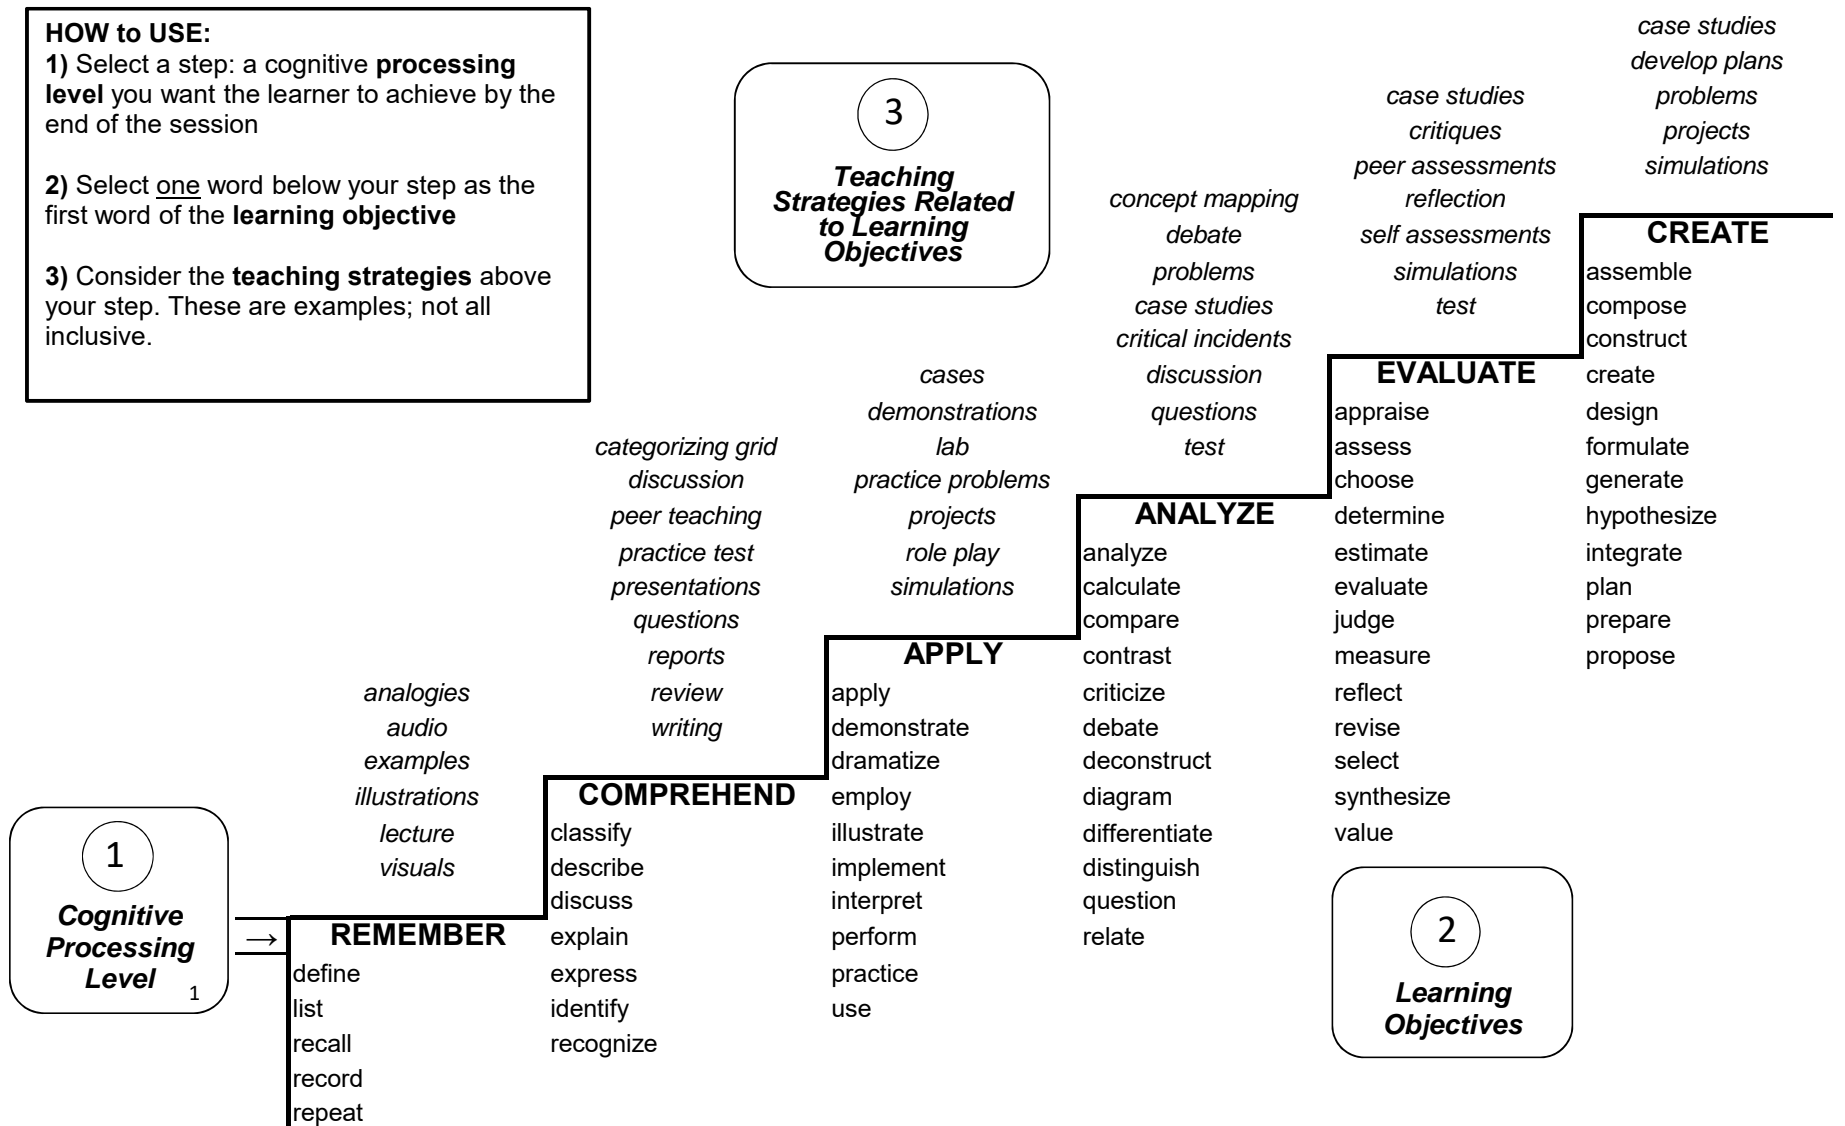 HOW to USE:
1) Select a step: a cognitive processing
level you want the learner to achieve by the
end of the session
2) Select one word below your step as the
first word of the learning objective
3) Consider the teaching strategies above
your step. These are examples; not all
inclusive.
3
Teaching
Strategies Related
to Learning
Objectives
1
Cognitive
Processing
Level 1
→
analogies
audio
examples
illustrations
lecture
visuals
REMEMBER
define
list
recall
record
repeat
categorizing grid
discussion
peer teaching
practice test
presentations
questions
reports
review
writing
COMPREHEND
classify
describe
discuss
explain
express
identify
recognize
cases
demonstrations
lab
practice problems
projects
role play
simulations
APPLY
apply
demonstrate
dramatize
employ
illustrate
implement
interpret
perform
practice
use
concept mapping
debate
problems
case studies
critical incidents
discussion
questions
test
ANALYZE
analyze
calculate
compare
contrast
criticize
debate
deconstruct
diagram
differentiate
distinguish
question
relate
case studies
critiques
peer assessments
reflection
self assessments
simulations
test
EVALUATE
appraise
assess
choose
determine
estimate
evaluate
judge
measure
reflect
revise
select
synthesize
value
case studies
develop plans
problems
projects
simulations
CREATE
assemble
compose
construct
create
design
formulate
generate
hypothesize
integrate
plan
prepare
propose
2
Learning
Objectives